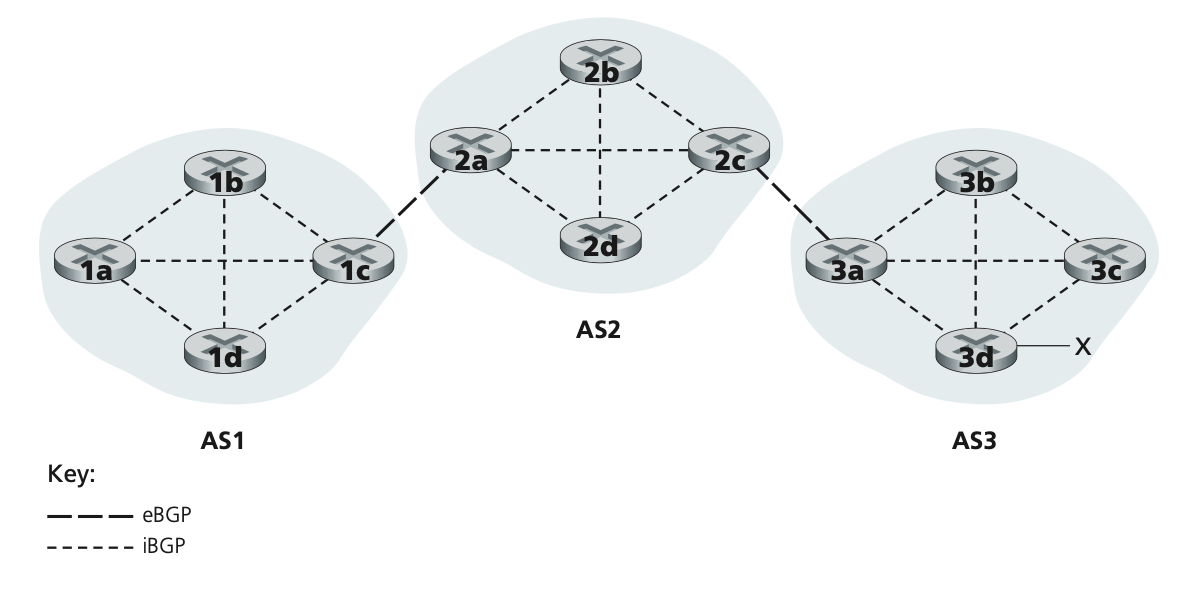 2b
2a
2c
2d
AS2
1b
1a
1c
1d
AS1
3b
3a
3c
3d
X
AS3
Key:
eBGP
iBGP